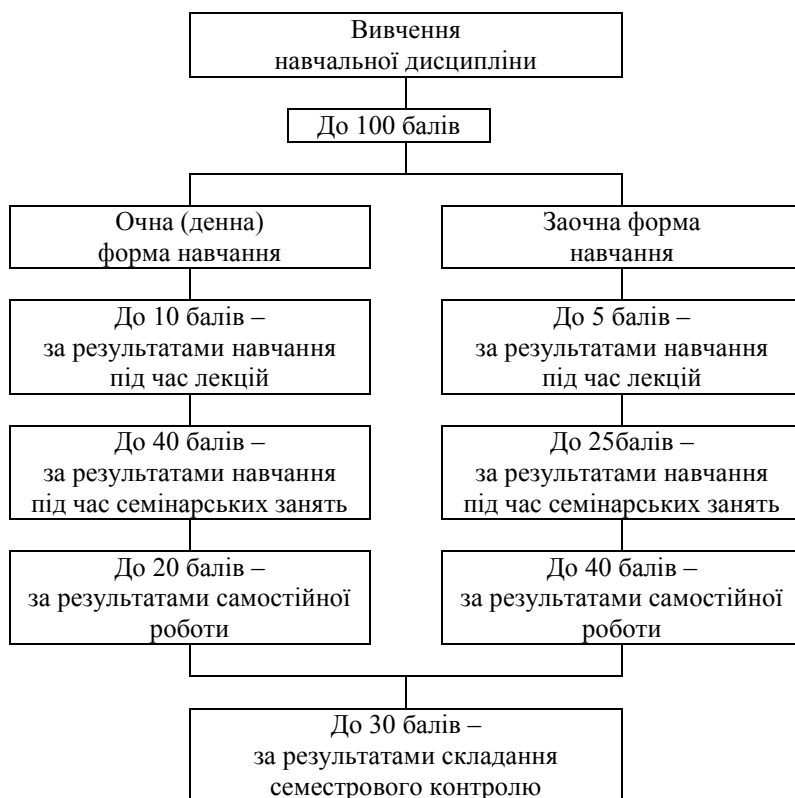 Вивчення
навчальної дисципліни
До 100 балів
Очна (денна)
форма навчання
Заочна форма
навчання
До 10 балів –
за результатами навчання
під час лекцій
До 5 балів –
за результатами навчання
під час лекцій
До 40 балів –
за результатами навчання
під час семінарських занять
До 25балів –
за результатами навчання
під час семінарських занять
До 20 балів –
за результатами самостійної
роботи
До 40 балів –
за результатами самостійної
роботи
До 30 балів –
за результатами складання
семестрового контролю